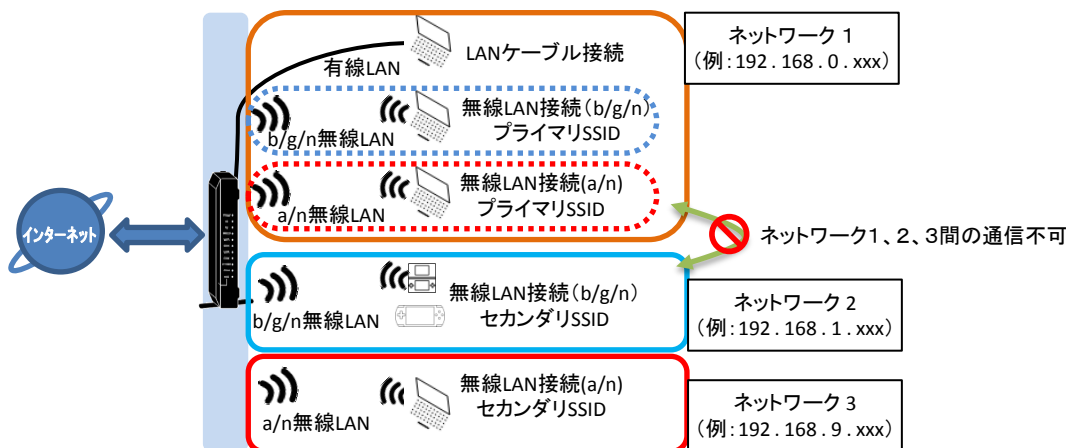 ネットワーク 1
(例:192.168.0.xxx)
LANケーブル接続
有線LAN
無線LAN接続(b/g/n)
プライマリSSID
b/g/n無線LAN
無線LAN接続(a/n)
プライマリSSID
a/n無線LAN
インターネット
ネットワーク1、2、3間の通信不可
無線LAN接続(b/g/n)
セカンダリSSID
b/g/n無線LAN
ネットワーク 2
(例:192.168.1.xxx)
無線LAN接続(a/n)
セカンダリSSID
a/n無線LAN
ネットワーク 3
(例:192.168.9.xxx)